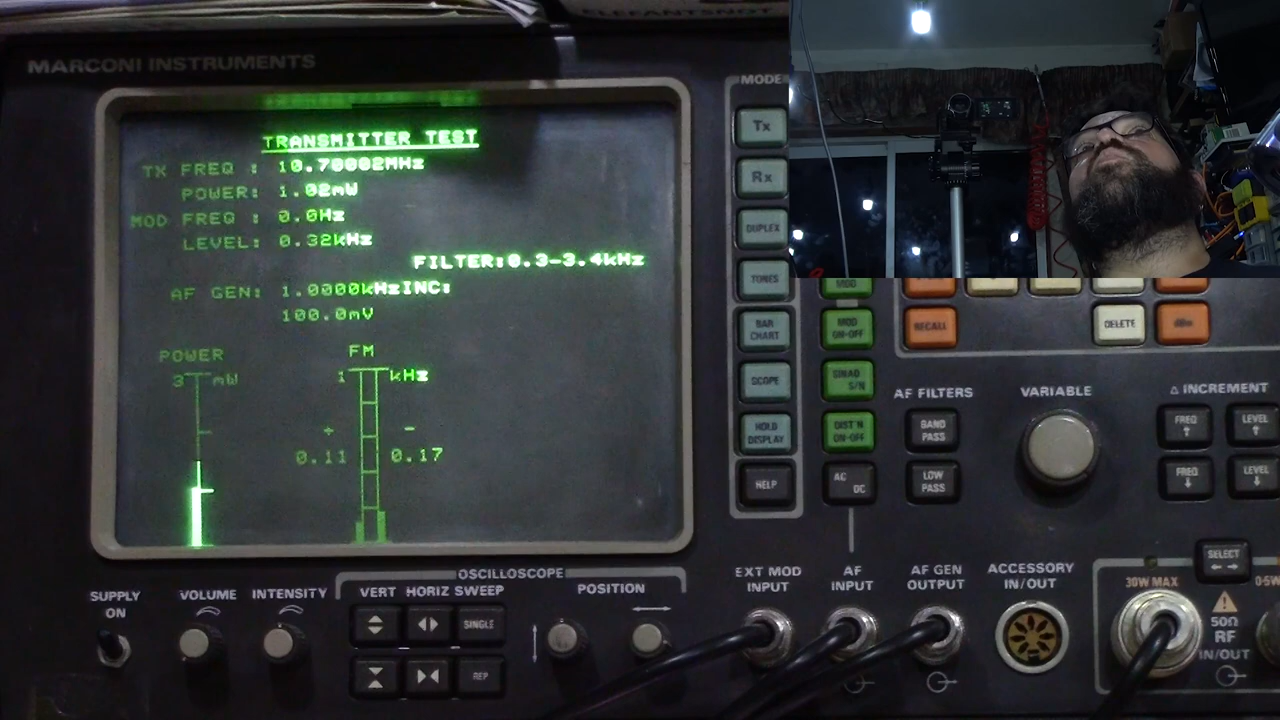 ELEFANTSNOT
MARCONI INSTRUMENTS
TRANSMITTER TEST
TX FREQ : 10.70002MHz
POWER: 1.02mW
MOD FREQ : 0.0Hz
LEVEL: 0.32kHz
FILTER:0.3-3.4kHz
AF GEN: 1.0000kHz INC:
100.0mV
POWER
3 mW
FM
1 kHz
+ -
0.11 0.17
MODE
Tx
Rx
DUPLEX
TONES
BAR CHART
SCOPE
HOLD DISPLAY
HELP
MOD
MOD ON-OFF
SINAD S/N
DIST'N ON-OFF
AC DC
RECALL
DELETE
AF FILTERS
BAND PASS
LOW PASS
VARIABLE
Δ INCREMENT
FREQ ↑
LEVEL ↑
FREQ ↓
LEVEL ↓
SELECT
← →
SUPPLY ON
VOLUME
INTENSITY
OSCILLOSCOPE
VERT HORIZ SWEEP
POSITION
SINGLE
REP
EXT MOD INPUT
AF INPUT
AF GEN OUTPUT
ACCESSORY IN/OUT
30W MAX
50Ω
RF
IN/OUT